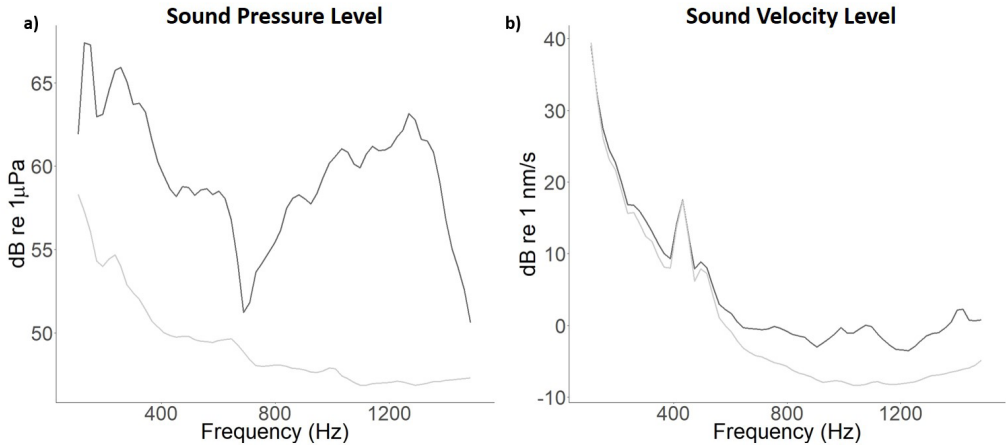 a)
Sound Pressure Level
dB re 1μPa
65
60
55
50
400
800
1200
Frequency (Hz)
b)
Sound Velocity Level
dB re 1 nm/s
40
30
20
10
0
-10
400
800
1200
Frequency (Hz)